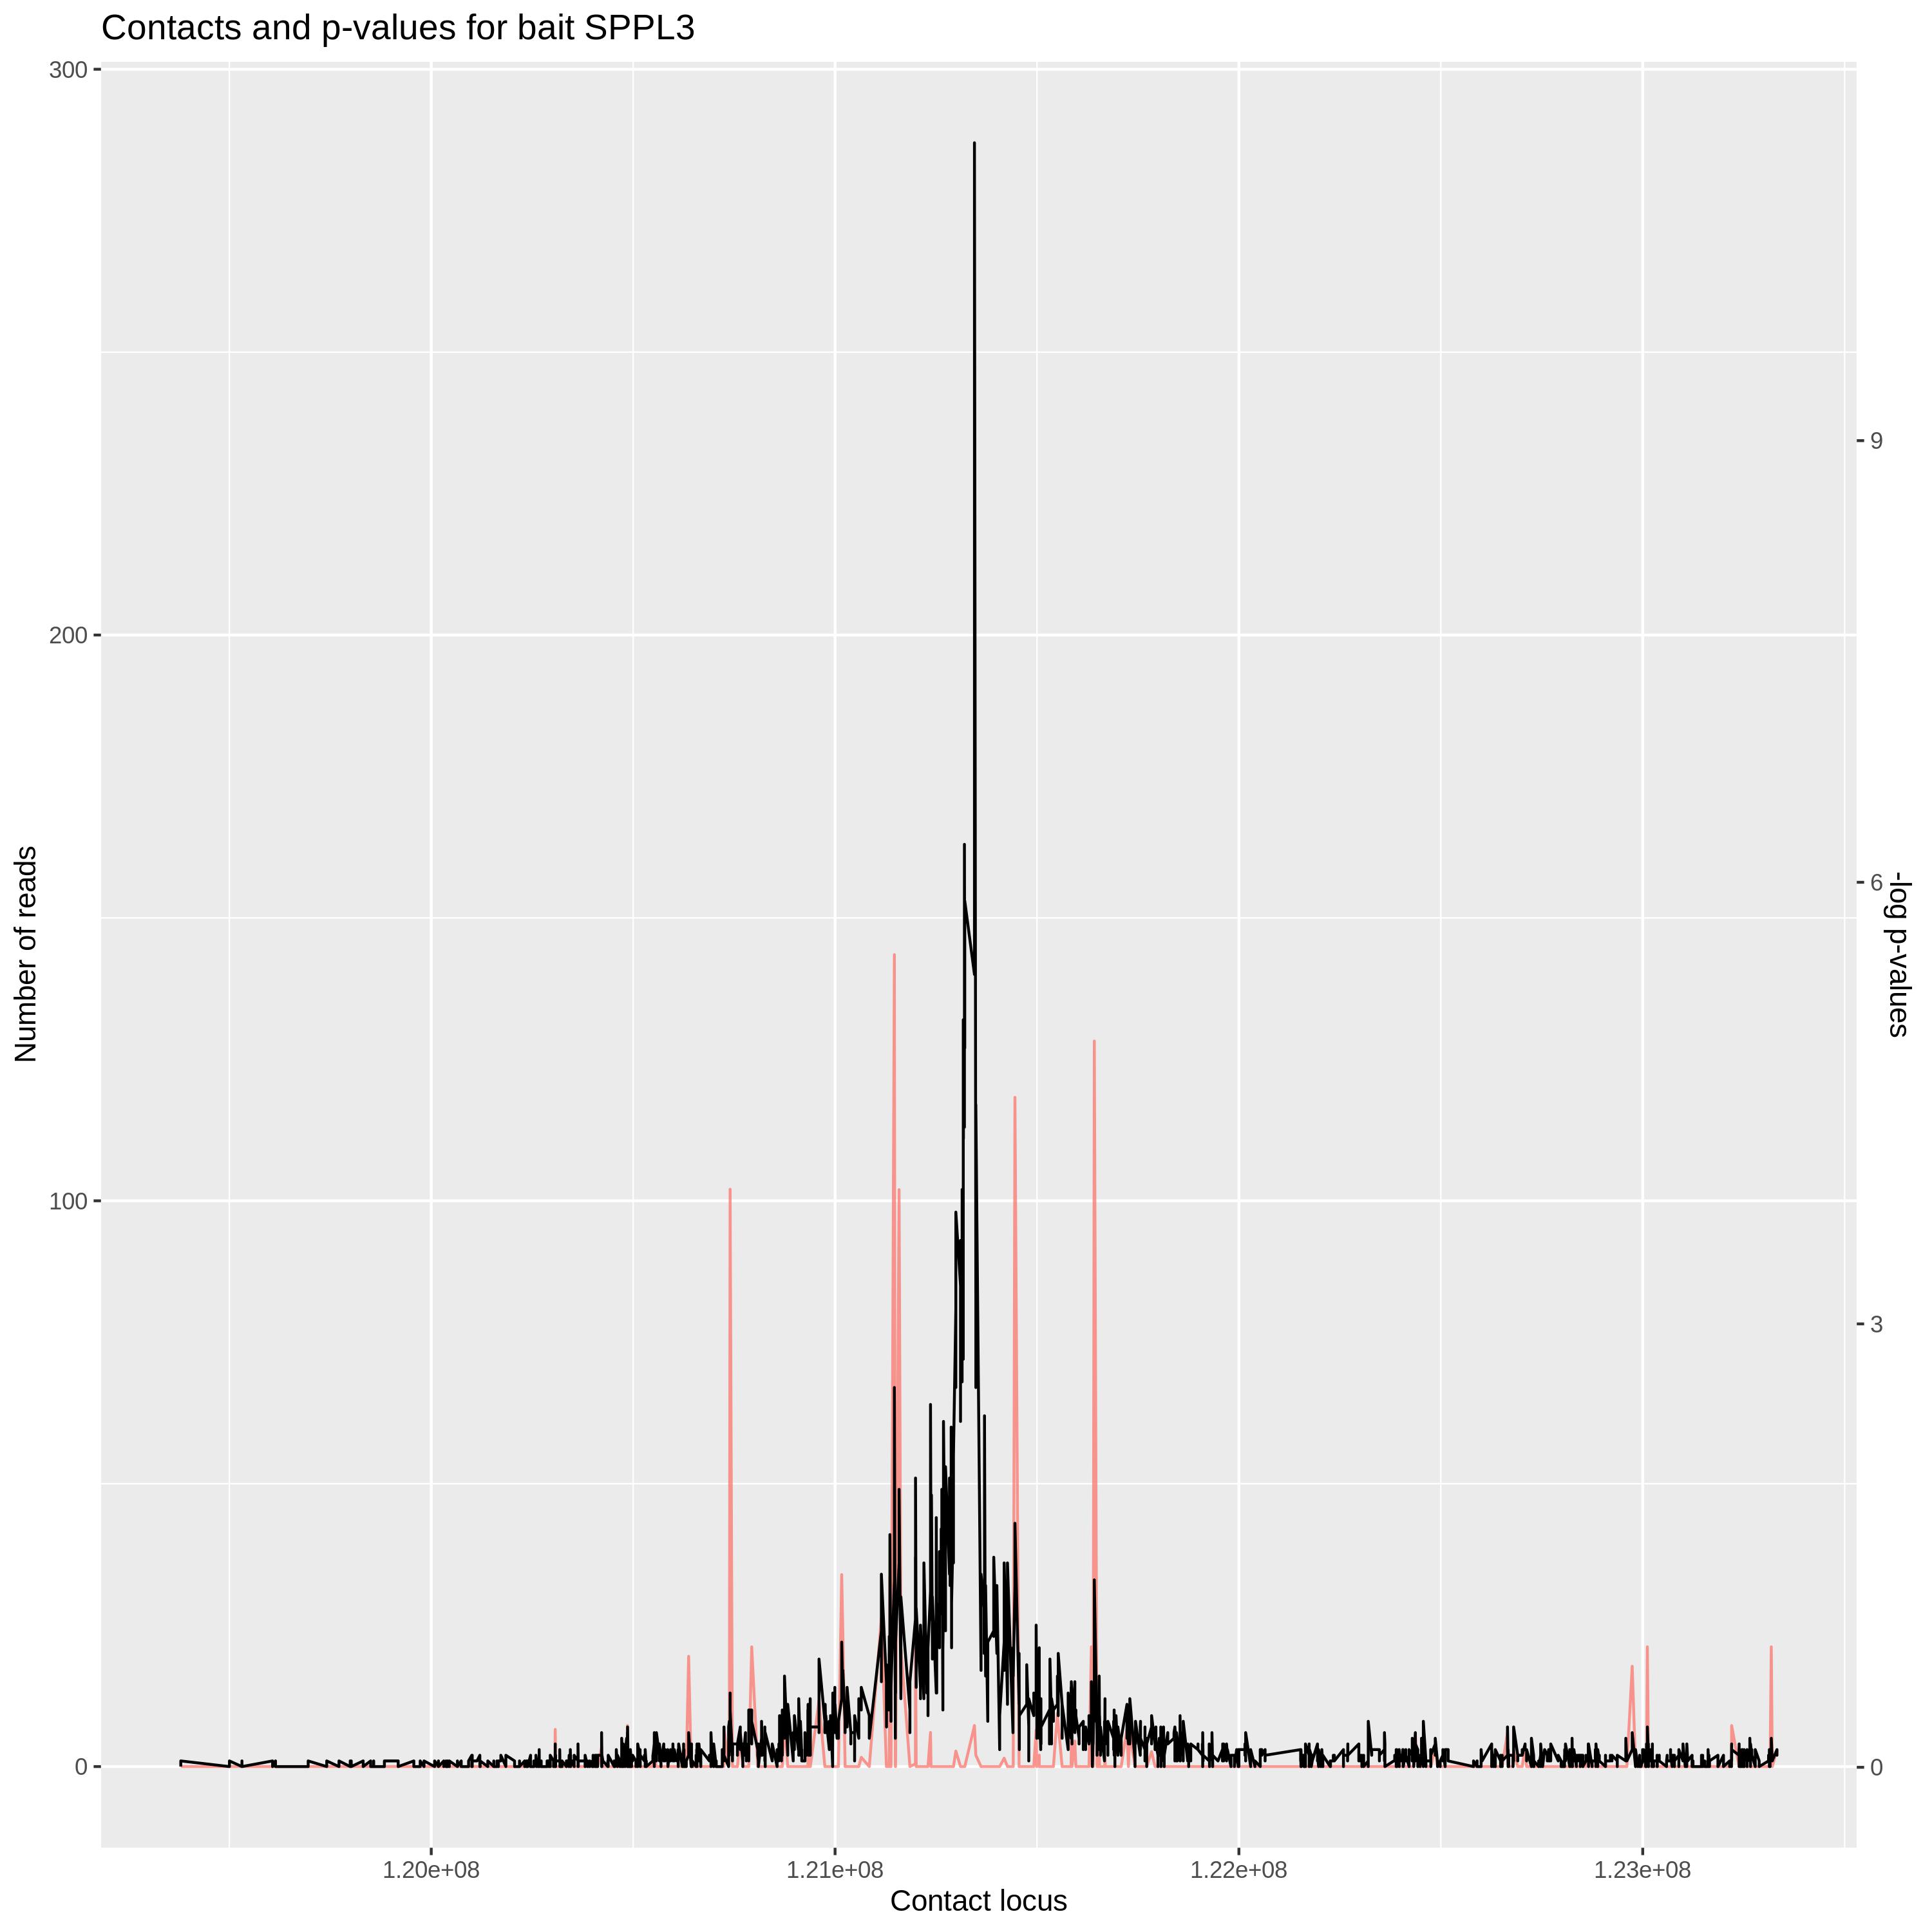 Contacts and p-values for bait SPPL3
300
200
100
0
Number of reads
9
6
3
0
-log p-values
1.20e+08 1.21e+08 1.22e+08 1.23e+08
Contact locus